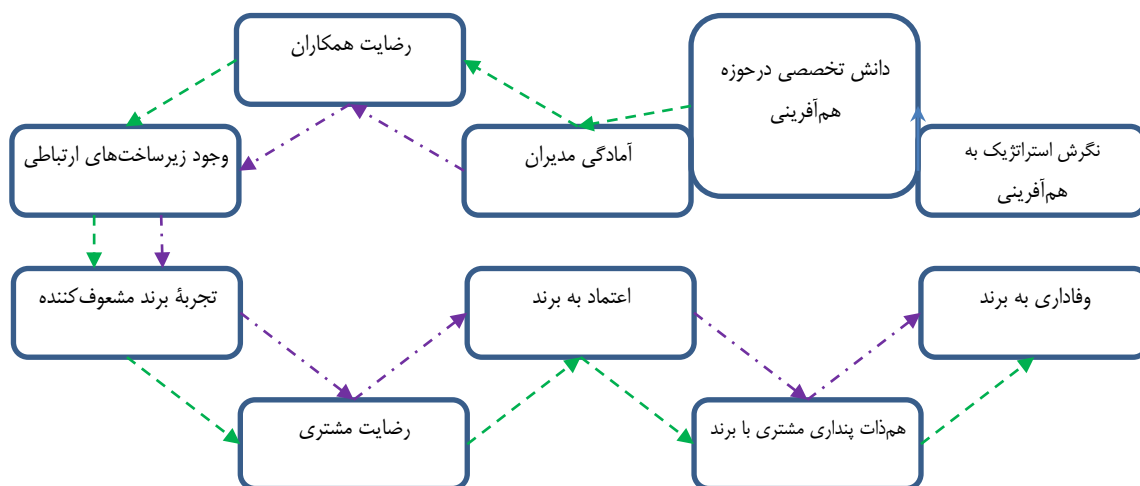 رضایت همکاران
دانش تخصصی درحوزه
هم‌آفرینی
نگرش استراتژیک به
هم‌آفرینی
آمادگی مدیران
وجود زیرساخت‌های ارتباطی
تجربهٔ برند مشعوف‌کننده
اعتماد به برند
وفاداری به برند
رضایت مشتری
هم‌ذات پنداری مشتری با برند